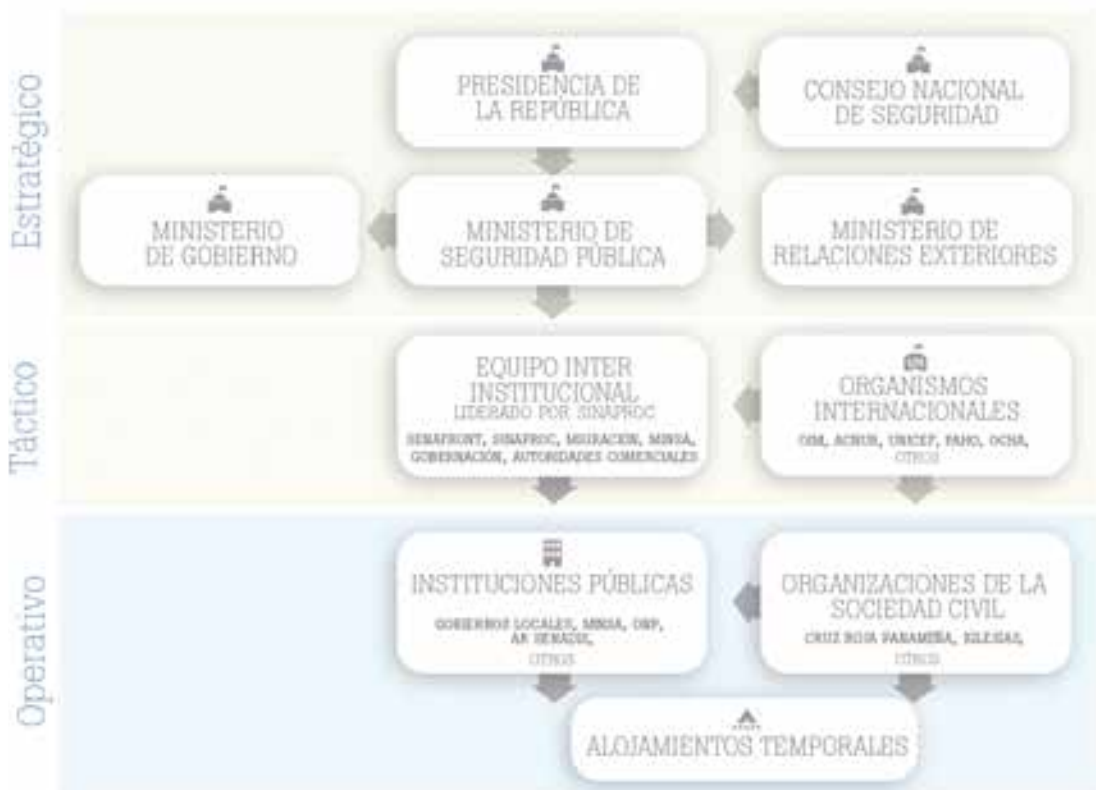 Estratégico
PRESIDENCIA DE
LA REPÚBLICA
CONSEJO NACIONAL
DE SEGURIDAD
MINISTERIO
DE GOBIERNO
MINISTERIO DE
SEGURIDAD PÚBLICA
MINISTERIO DE
RELACIONES EXTERIORES
Táctico
EQUIPO INTER
INSTITUCIONAL
LIDERADO POR SINAPROC
SENAFRONT, SINAPROC, MIGRACIÓN, MINSA,
GOBERNACIÓN, AUTORIDADES COMERCIALES
ORGANISMOS
INTERNACIONALES
OIM, ACNUR, UNICEF, PAHO, OCHA,
OTROS
Operativo
INSTITUCIONES PÚBLICAS
GOBIERNOS LOCALES, MINSA,
OTROS
ORGANIZACIONES DE LA
SOCIEDAD CIVIL
CRUZ ROJA PANAMEÑA, IGLESIAS,
OTROS
ALOJAMIENTOS TEMPORALES